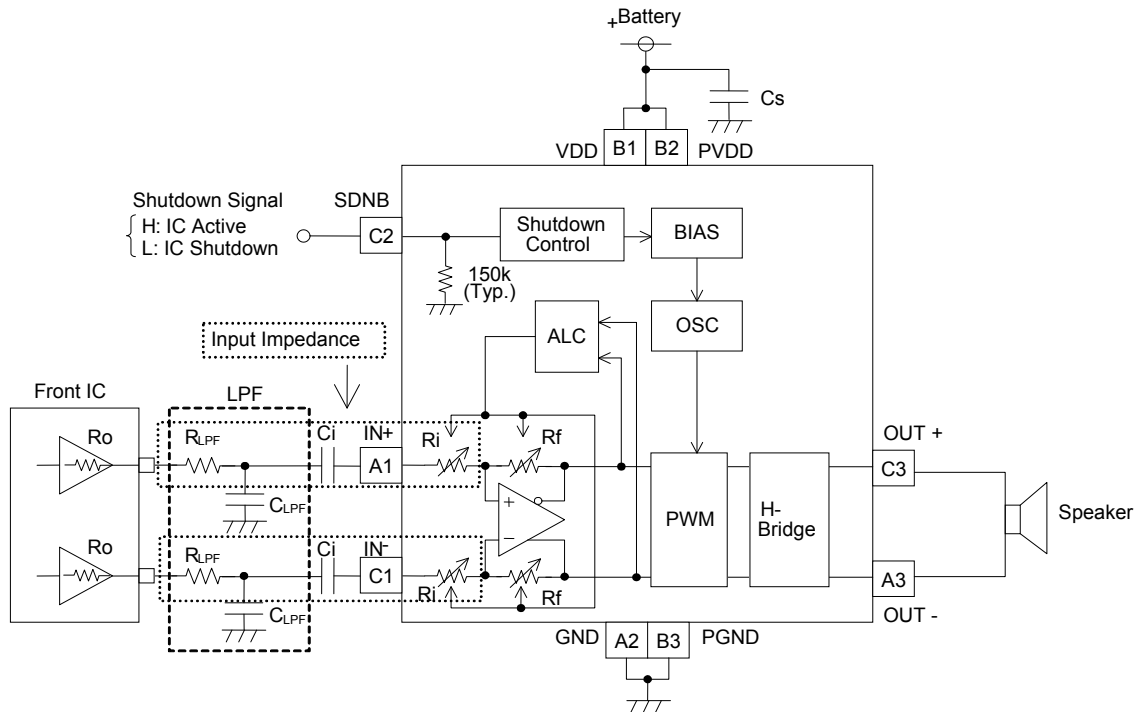 +Battery
Cs
VDD B1 B2 PVDD
Shutdown Signal
H: IC Active
L: IC Shutdown
SDNB
C2
Shutdown
Control
BIAS
150k
(Typ.)
ALC
OSC
Input Impedance
Front IC
LPF
Ro
RLPF
Ci
IN+
A1
Ri
Rf
CLPF
OUT +
C3
+
−
PWM
H-
Bridge
Speaker
Ro
RLPF
Ci
IN-
C1
Ri
Rf
CLPF
A3
OUT -
GND A2 B3 PGND